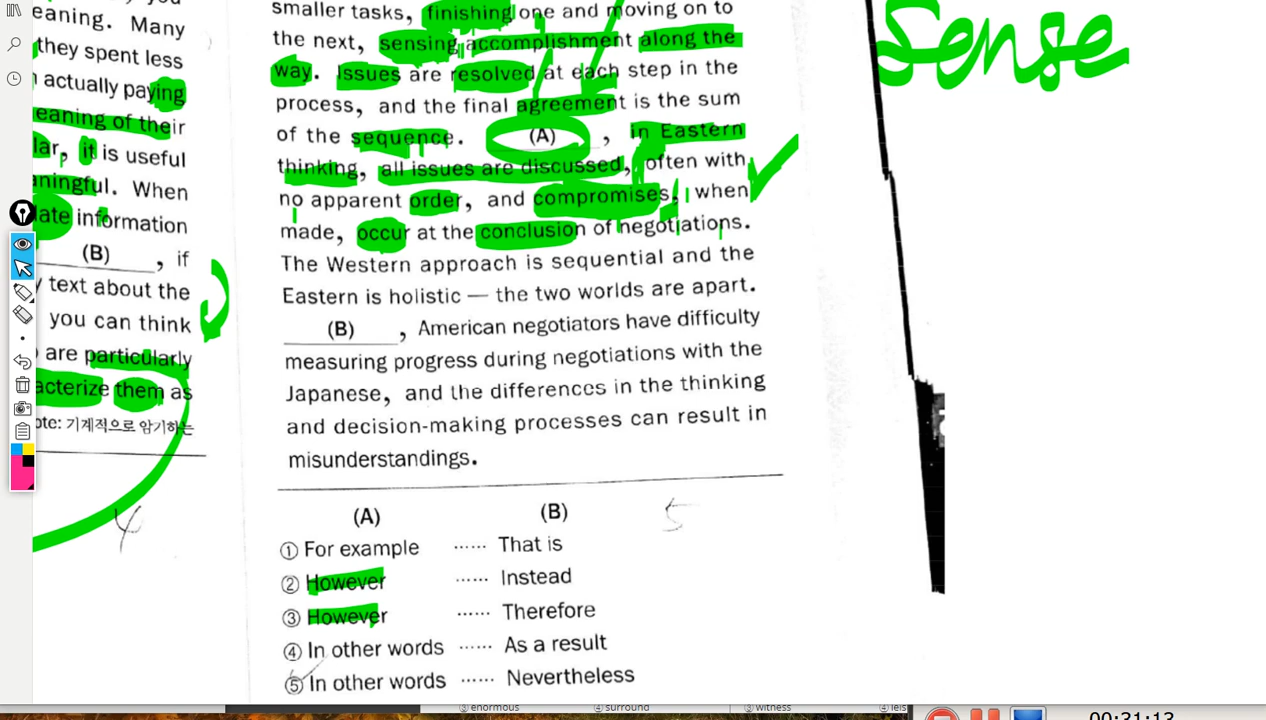 eaning. Many
they spent less
actually paying
eaning of their
lar, it is useful
aningful. When
ate information
(B) , if
text about the
you can think
are particularly
acterize them as
ote: 기계적으로 암기하는
4
smaller tasks, finishing one and moving on to
the next, sensing accomplishment along the
way. Issues are resolved at each step in the
process, and the final agreement is the sum
of the sequence. (A) , in Eastern
thinking, all issues are discussed, often with
no apparent order, and compromises, when
made, occur at the conclusion of negotiations.
The Western approach is sequential and the
Eastern is holistic — the two worlds are apart.
(B) , American negotiators have difficulty
measuring progress during negotiations with the
Japanese, and the differences in the thinking
and decision-making processes can result in
misunderstandings.
(A) (B)
5
① For example ...... That is
② However ...... Instead
③ However ...... Therefore
④ In other words ...... As a result
⑤ In other words ...... Nevertheless
Sense
② enormous ④ surround ③ witness ④ leis
00:31:13